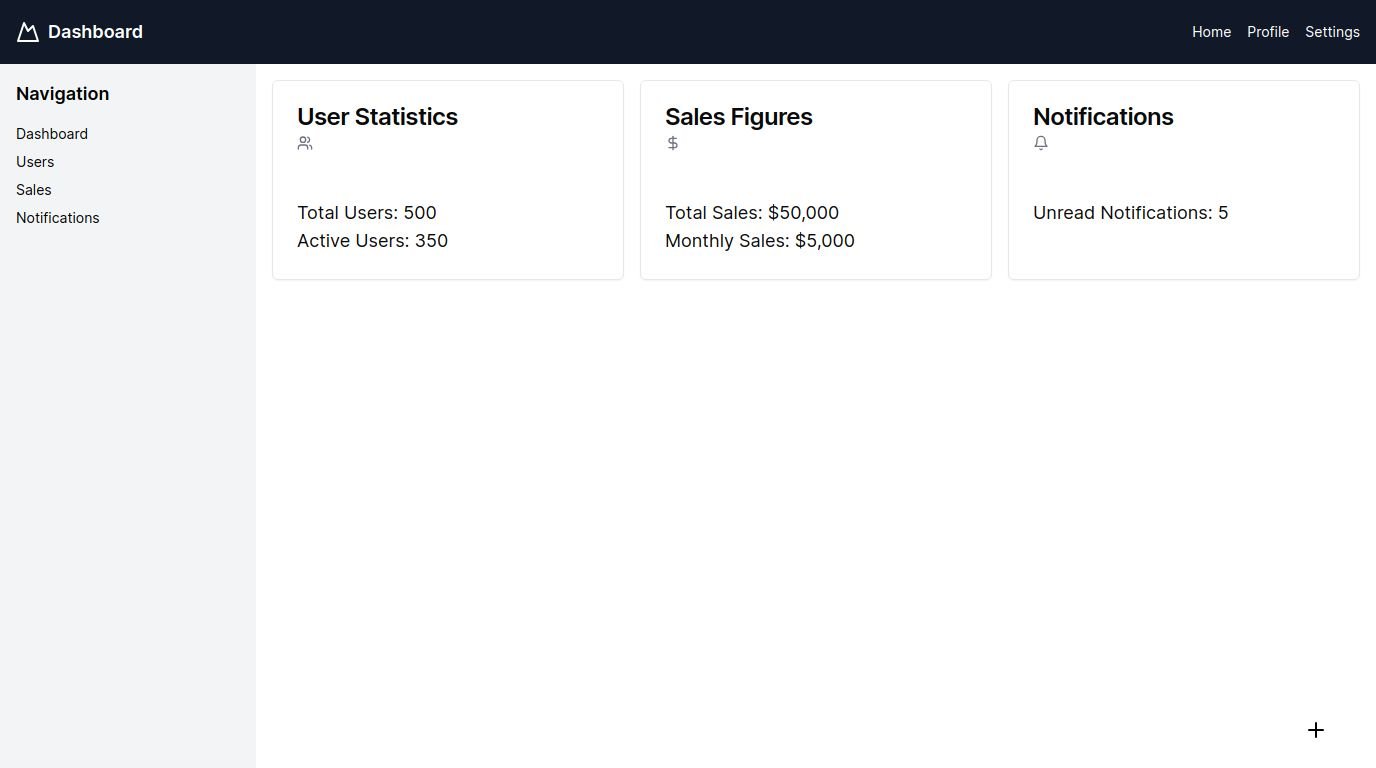 Dashboard
Home Profile Settings
Navigation
Dashboard
Users
Sales
Notifications
User Statistics
Total Users: 500
Active Users: 350
Sales Figures
Total Sales: $50,000
Monthly Sales: $5,000
Notifications
Unread Notifications: 5